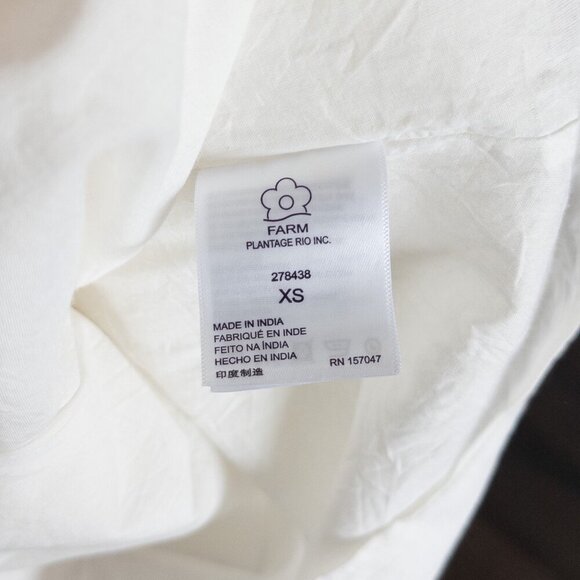 FARM
PLANTAGE RIO INC.
278438
XS
MADE IN INDIA
FABRIQUÉ EN INDE
FEITO NA ÍNDIA
HECHO EN INDIA
印度制造
RN 157047